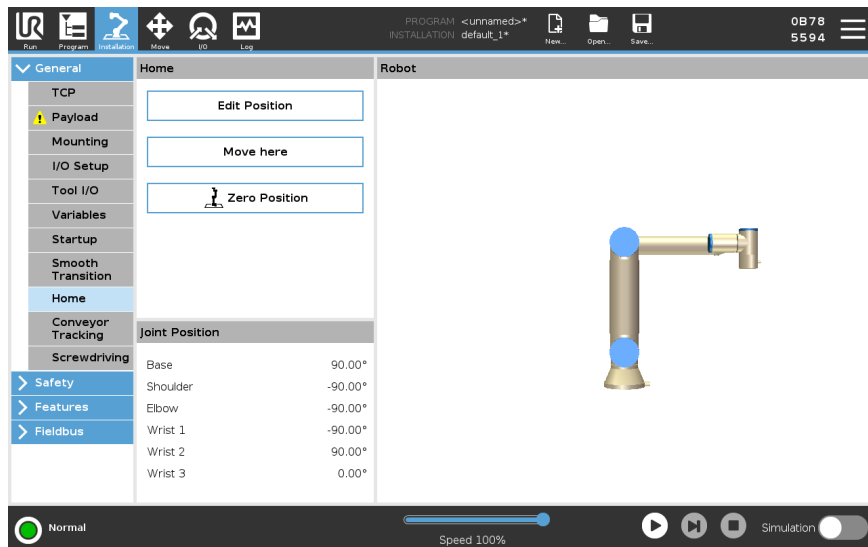 UR
Run
Program
Installation
Move
I/O
Log
PROGRAM <unnamed>*
INSTALLATION default_1*
New...
Open...
Save...
0B78
5594
General
TCP
Payload
Mounting
I/O Setup
Tool I/O
Variables
Startup
Smooth
Transition
Home
Conveyor
Tracking
Screwdriving
Safety
Features
Fieldbus
Home
Edit Position
Move here
Zero Position
Joint Position
Base 90.00°
Shoulder -90.00°
Elbow -90.00°
Wrist 1 -90.00°
Wrist 2 90.00°
Wrist 3 0.00°
Robot
Normal
Speed 100%
Simulation